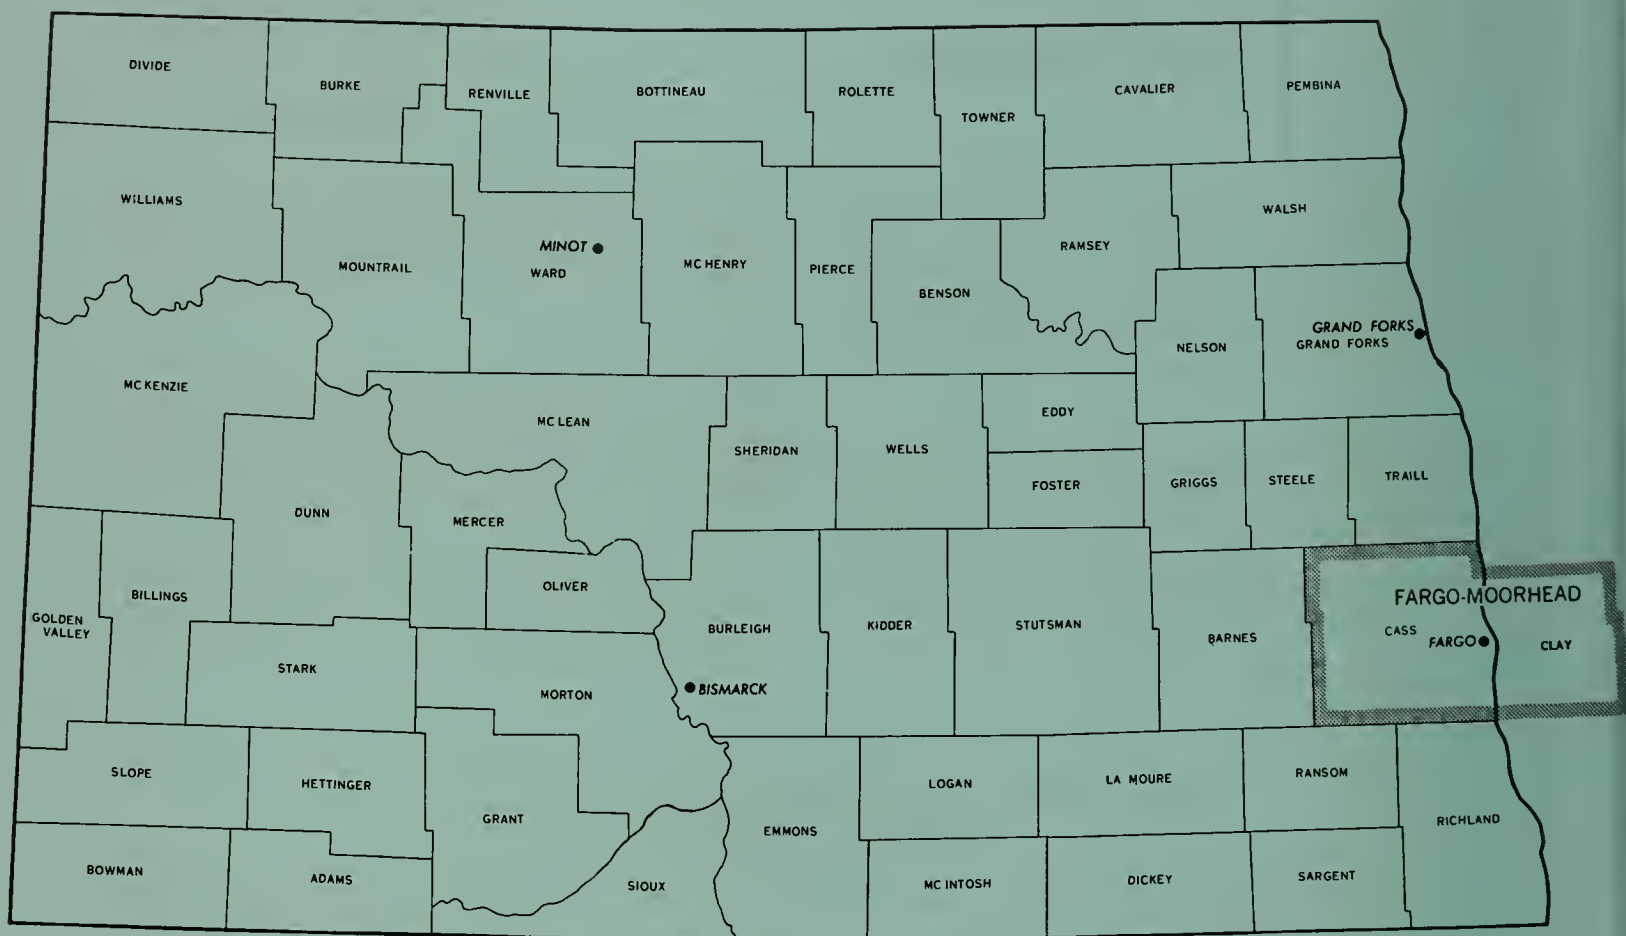 DIVIDE
BURKE
RENVILLE
BOTTINEAU
ROLETTE
TOWNER
CAVALIER
PEMBINA
WILLIAMS
MOUNTRAIL
MINOT
WARD
MC HENRY
PIERCE
BENSON
RAMSEY
WALSH
MC KENZIE
NELSON
GRAND FORKS
GRAND FORKS
MC LEAN
SHERIDAN
WELLS
EDDY
FOSTER
GRIGGS
STEELE
TRAILL
DUNN
MERCER
OLIVER
GOLDEN
VALLEY
BILLINGS
STARK
MORTON
BURLEIGH
BISMARCK
KIDDER
STUTSMAN
BARNES
FARGO-MOORHEAD
CASS
FARGO
CLAY
SLOPE
HETTINGER
GRANT
EMMONS
LOGAN
LA MOURE
RANSOM
RICHLAND
BOWMAN
ADAMS
SIOUX
MC INTOSH
DICKEY
SARGENT